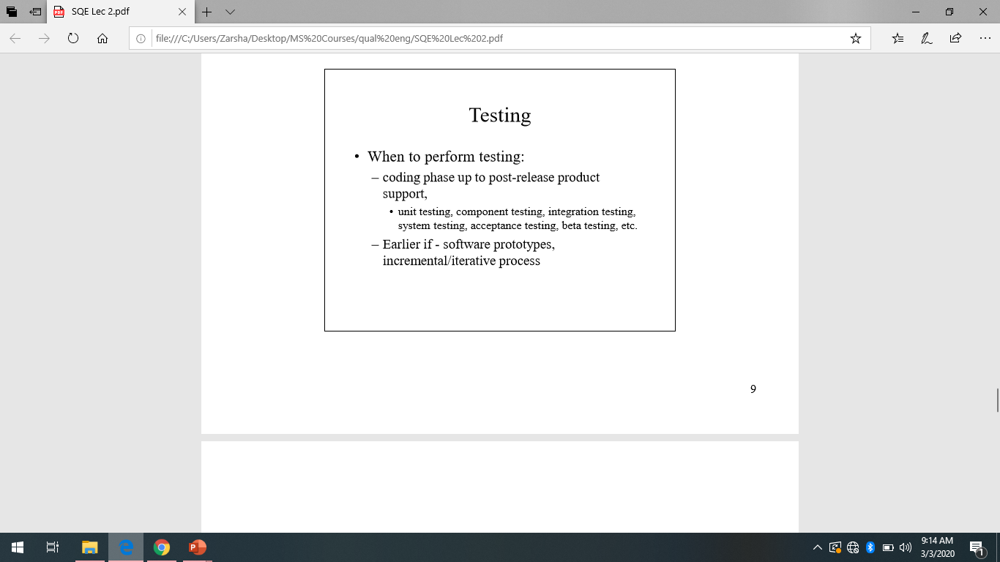 SQE Lec 2.pdf
file:///C:/Users/Zarsha/Desktop/MS%20Courses/qual%20eng/SQE%20Lec%202.pdf
Testing
• When to perform testing:
– coding phase up to post-release product
support,
• unit testing, component testing, integration testing,
system testing, acceptance testing, beta testing, etc.
– Earlier if - software prototypes,
incremental/iterative process
9
9:14 AM
3/3/2020
1